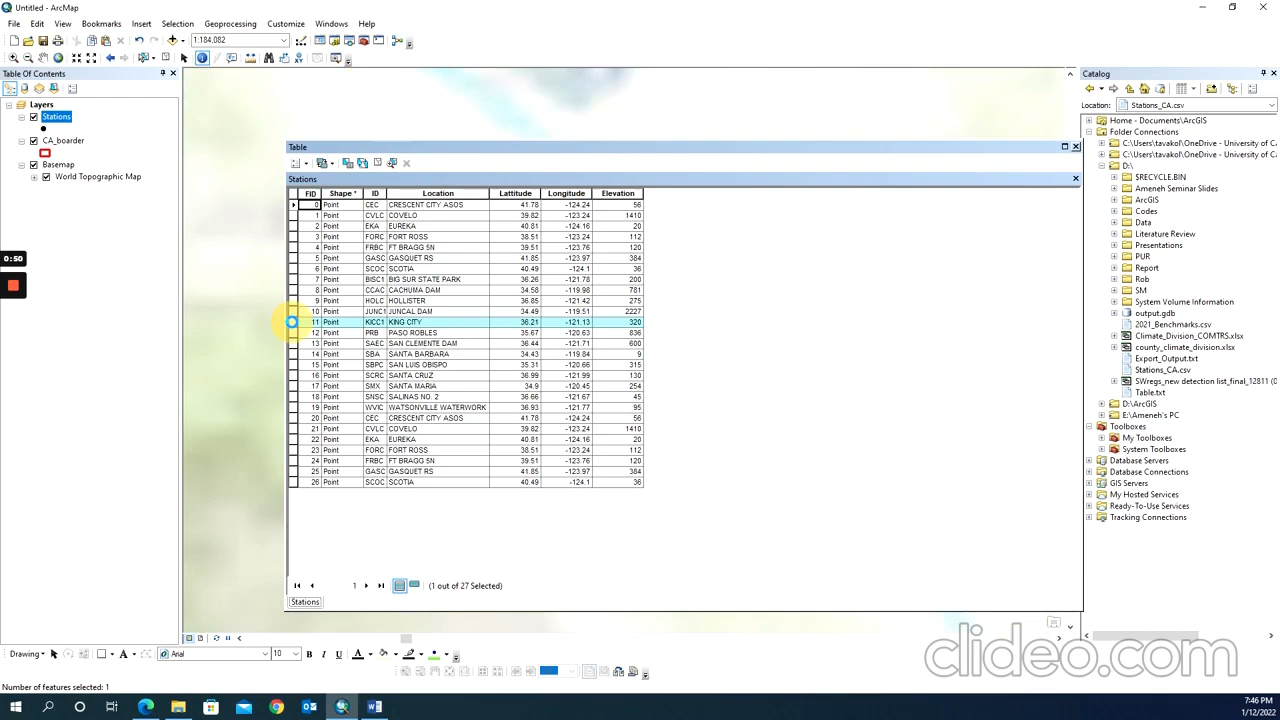 Untitled - ArcMap
File Edit View Bookmarks Insert Selection Geoprocessing Customize Windows Help
1:184,082
Table Of Contents
Layers
Stations
CA_boarder
Basemap
World Topographic Map
0:50
Table
Stations
FID Shape * ID Location Lattitude Longitude Elevation
0 Point CEC CRESCENT CITY ASOS 41.78 -124.24 56
1 Point CVLC COVELO 39.82 -123.24 1410
2 Point EKA EUREKA 40.81 -124.16 20
3 Point FORC FORT ROSS 38.51 -123.24 112
4 Point FRBC FT BRAGG 5N 39.51 -123.76 120
5 Point GASC GASQUET RS 41.85 -123.97 384
6 Point SCOC SCOTIA 40.49 -124.1 36
7 Point BISC1 BIG SUR STATE PARK 36.26 -121.78 200
8 Point CCAC CACHUMA DAM 34.58 -119.98 781
9 Point HOLC HOLLISTER 36.85 -121.42 275
10 Point JUNC1 JUNCAL DAM 34.49 -119.51 2227
11 Point KICC1 KING CITY 36.21 -121.13 320
12 Point PRB PASO ROBLES 35.67 -120.63 836
13 Point SAEC SAN CLEMENTE DAM 36.44 -121.71 600
14 Point SBA SANTA BARBARA 34.43 -119.84 9
15 Point SBPC SAN LUIS OBISPO 35.31 -120.66 315
16 Point SCRC SANTA CRUZ 36.99 -121.99 130
17 Point SMX SANTA MARIA 34.9 -120.45 254
18 Point SNSC SALINAS NO. 2 36.66 -121.67 45
19 Point WVIC WATSONVILLE WATERWORK 36.93 -121.77 95
20 Point CEC CRESCENT CITY ASOS 41.78 -124.24 56
21 Point CVLC COVELO 39.82 -123.24 1410
22 Point EKA EUREKA 40.81 -124.16 20
23 Point FORC FORT ROSS 38.51 -123.24 112
24 Point FRBC FT BRAGG 5N 39.51 -123.76 120
25 Point GASC GASQUET RS 41.85 -123.97 384
26 Point SCOC SCOTIA 40.49 -124.1 36
1 (1 out of 27 Selected)
Stations
Catalog
Location: Stations_CA.csv
Home - Documents\ArcGIS
Folder Connections
C:\Users\tavakol\OneDrive - University of Ca
C:\Users\tavakol\OneDrive - University of Ca
D:\
$RECYCLE.BIN
Ameneh Seminar Slides
ArcGIS
Codes
Data
Literature Review
Presentations
PUR
Report
Rob
SM
System Volume Information
output.gdb
2021_Benchmarks.csv
Climate_Division_COMTRS.xlsx
county_climate_division.xlsx
Export_Output.txt
Stations_CA.csv
SWregs_new detection list_final_12811 (0
Table.txt
D:\ArcGIS
E:\Ameneh's PC
Toolboxes
My Toolboxes
System Toolboxes
Database Servers
Database Connections
GIS Servers
My Hosted Services
Ready-To-Use Services
Tracking Connections
Drawing Arial 10 B I U A
Number of features selected: 1
clideo.com
7:46 PM
1/12/2022